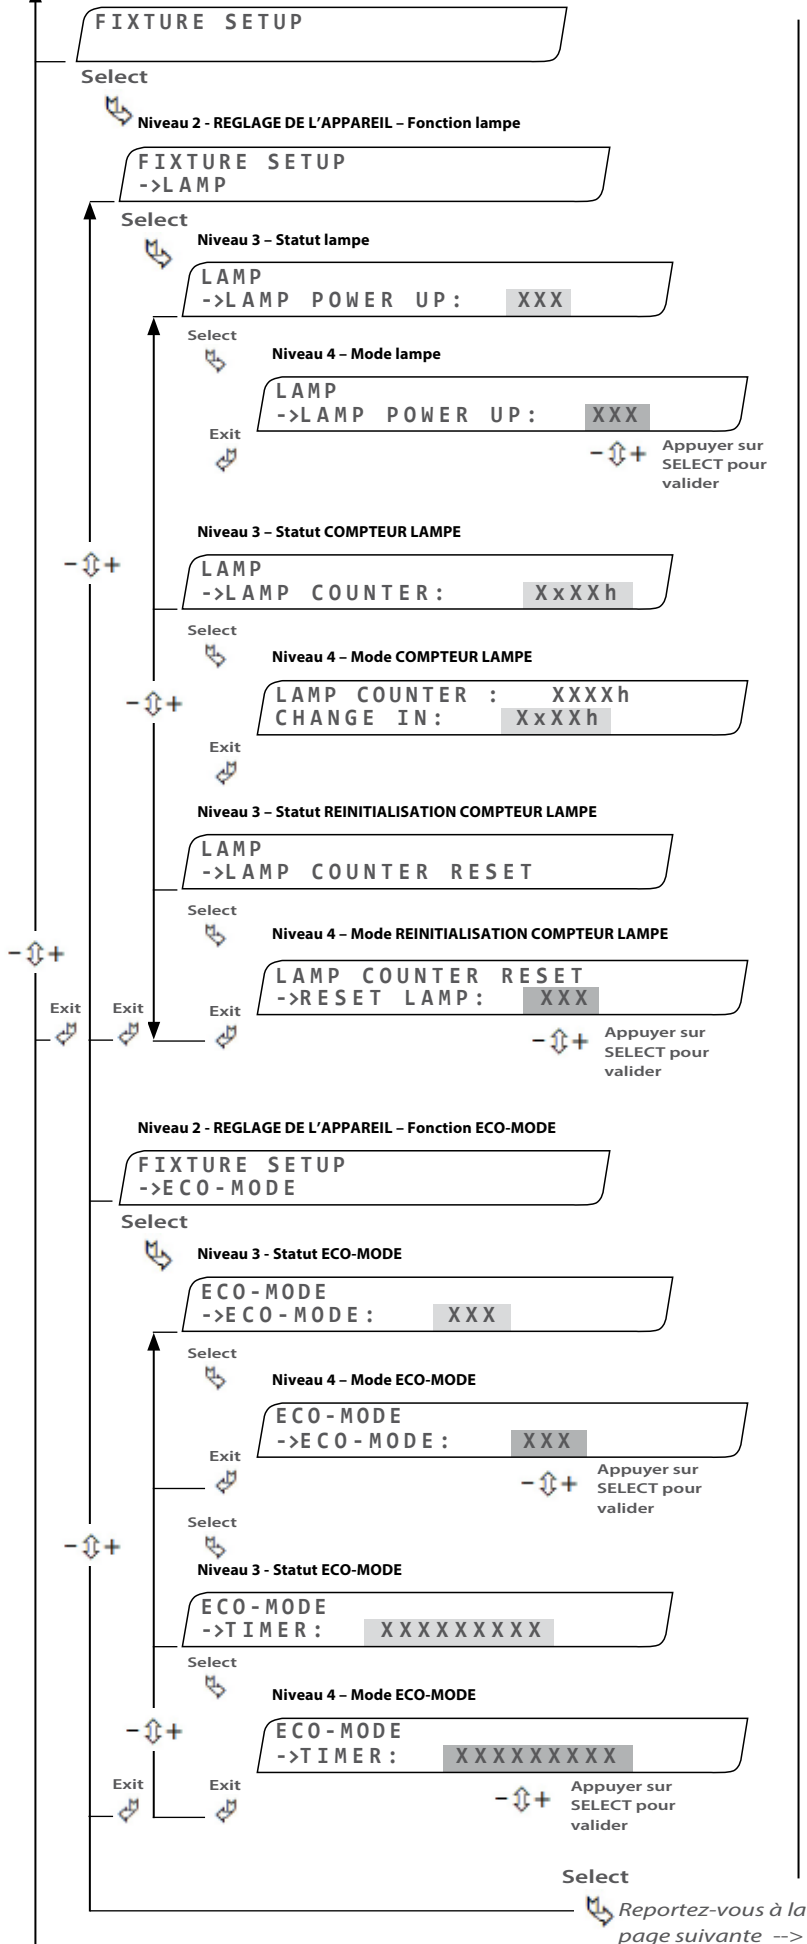 FIXTURE SETUP
Select
Niveau 2 - REGLAGE DE L'APPAREIL – Fonction lampe
FIXTURE SETUP
->LAMP
Select
Niveau 3 – Statut lampe
LAMP
->LAMP POWER UP: XXX
Select
Niveau 4 – Mode lampe
LAMP
->LAMP POWER UP: XXX
Exit
- + Appuyer sur
SELECT pour
valider
Niveau 3 – Statut COMPTEUR LAMPE
- +
LAMP
->LAMP COUNTER: XxXXh
Select
Niveau 4 – Mode COMPTEUR LAMPE
- +
LAMP COUNTER : XXXXh
CHANGE IN: XxXXh
Exit
Niveau 3 – Statut REINITIALISATION COMPTEUR LAMPE
LAMP
->LAMP COUNTER RESET
Select
Niveau 4 – Mode REINITIALISATION COMPTEUR LAMPE
- +
LAMP COUNTER RESET
->RESET LAMP: XXX
Exit Exit Exit
- + Appuyer sur
SELECT pour
valider
Niveau 2 - REGLAGE DE L'APPAREIL – Fonction ECO-MODE
FIXTURE SETUP
->ECO-MODE
Select
Niveau 3 - Statut ECO-MODE
ECO-MODE
->ECO-MODE: XXX
Select
Niveau 4 – Mode ECO-MODE
ECO-MODE
->ECO-MODE: XXX
Exit
- + Appuyer sur
SELECT pour
valider
Select
- +
Niveau 3 - Statut ECO-MODE
ECO-MODE
->TIMER: XXXXXXXXX
Select
Niveau 4 – Mode ECO-MODE
- +
ECO-MODE
->TIMER: XXXXXXXXX
Exit Exit
- + Appuyer sur
SELECT pour
valider
Select
Reportez-vous à la
page suivante -->